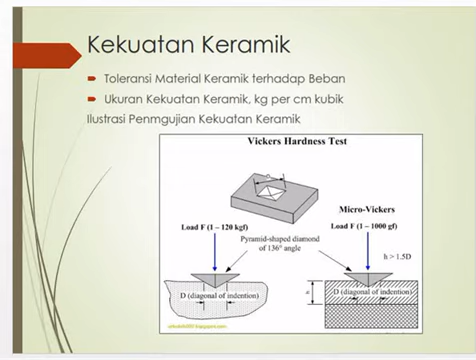 Kekuatan Keramik
Toleransi Material Keramik terhadap Beban
Ukuran Kekuatan Keramik, kg per cm kubik
Ilustrasi Penmgujian Kekuatan Keramik
Vickers Hardness Test
Micro-Vickers
Load F (1 – 120 kgf)
Load F (1 – 1000 gf)
Pyramid-shaped diamond
of 136° angle
h > 1.5D
D (diagonal of indention)
D (diagonal of indention)